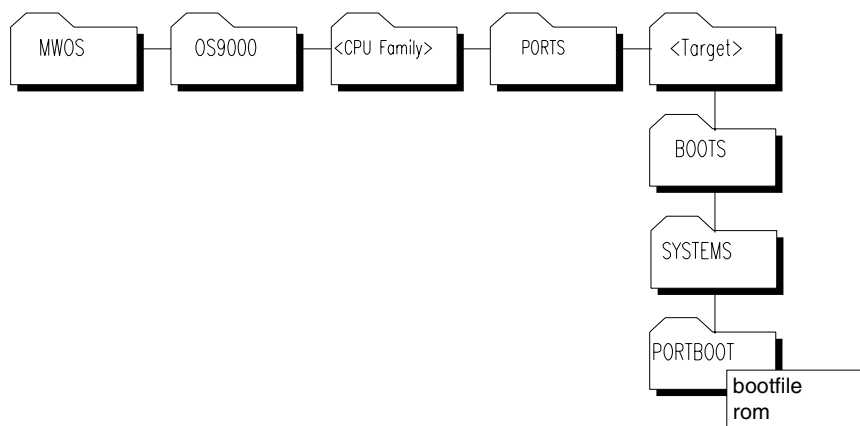 MWOS
OS9000
<CPU Family>
PORTS
<Target>
BOOTS
SYSTEMS
PORTBOOT
bootfile
rom